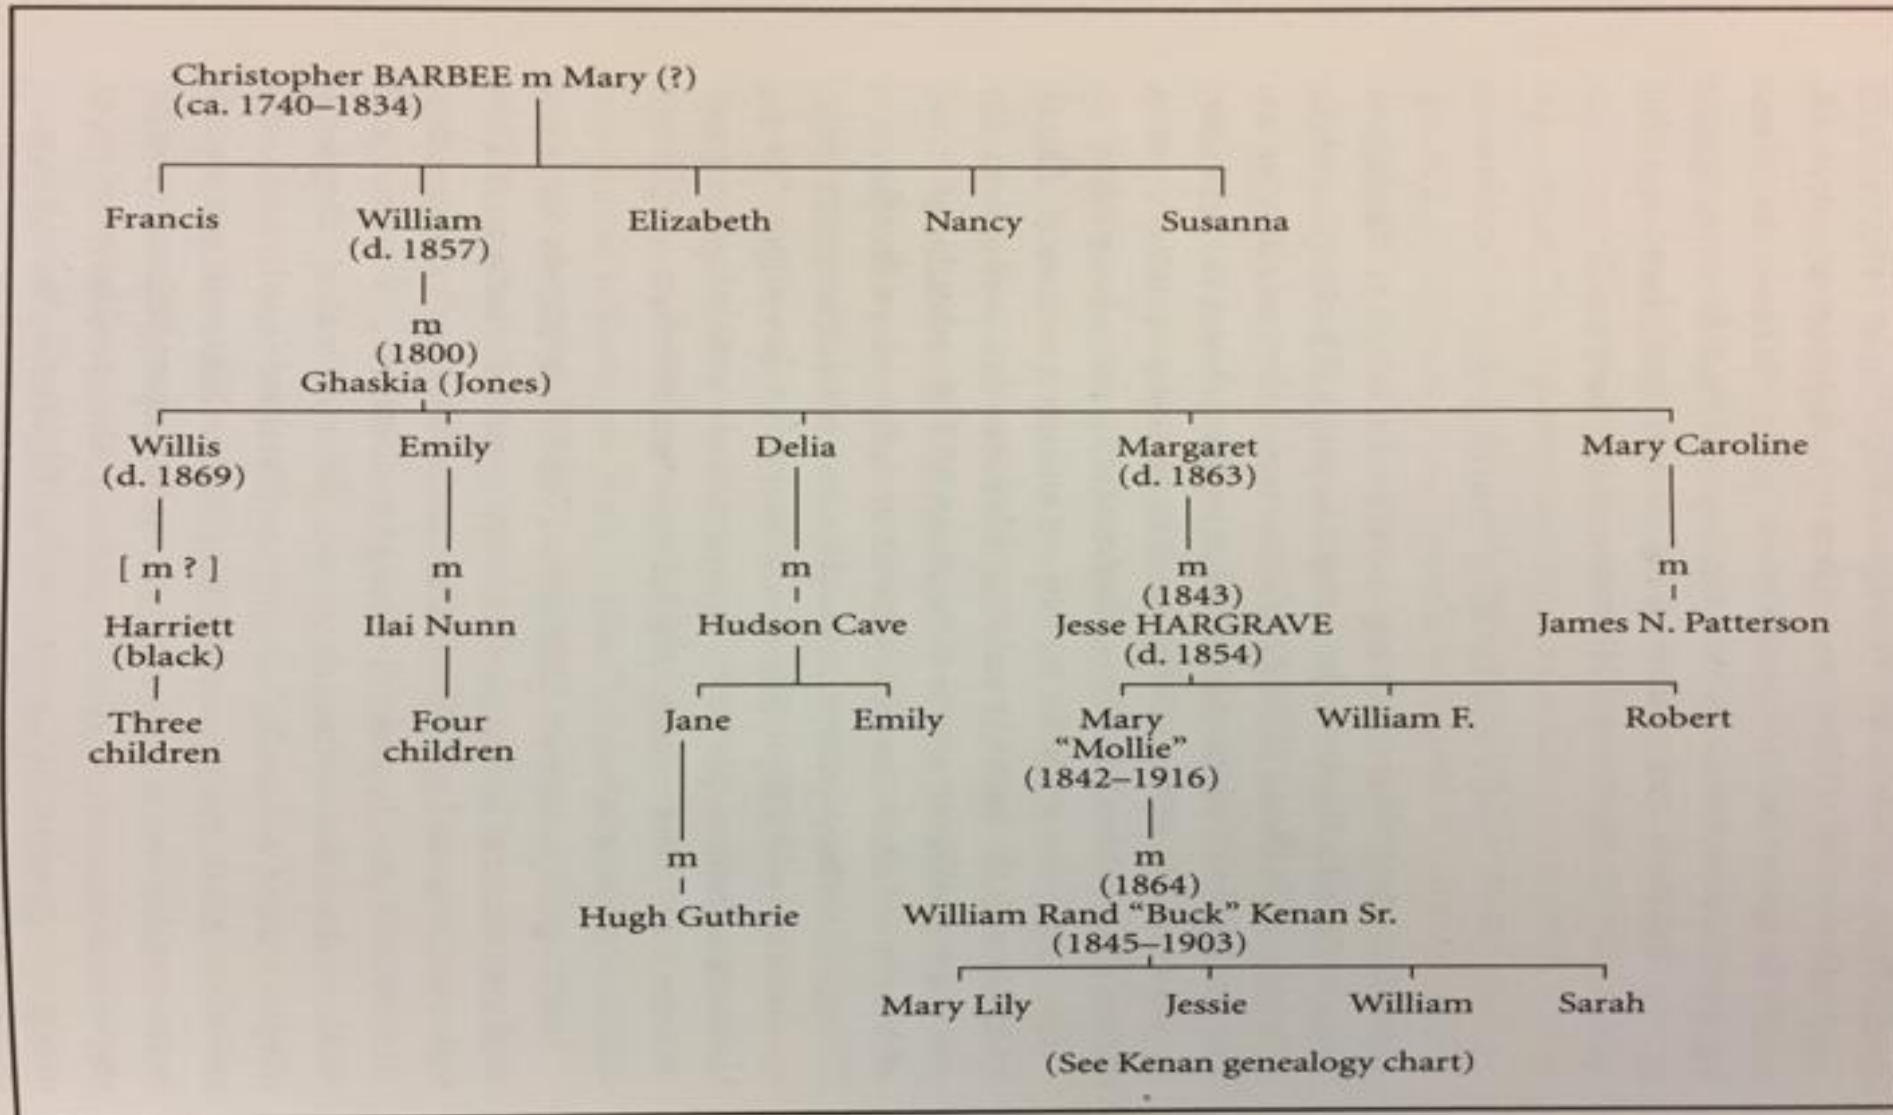 Christopher BARBEE m Mary (?)
(ca. 1740–1834)
Francis
William
(d. 1857)
Elizabeth
Nancy
Susanna
m
(1800)
Ghaskia (Jones)
Willis
(d. 1869)
Emily
Delia
Margaret
(d. 1863)
Mary Caroline
[ m ? ]
Harriett
(black)
Three
children
m
Ilai Nunn
Four
children
m
Hudson Cave
Jane
Emily
m
Hugh Guthrie
m
(1843)
Jesse HARGRAVE
(d. 1854)
Mary
“Mollie”
(1842–1916)
William F.
Robert
m
(1864)
William Rand “Buck” Kenan Sr.
(1845–1903)
Mary Lily
Jessie
William
Sarah
m
James N. Patterson
(See Kenan genealogy chart)